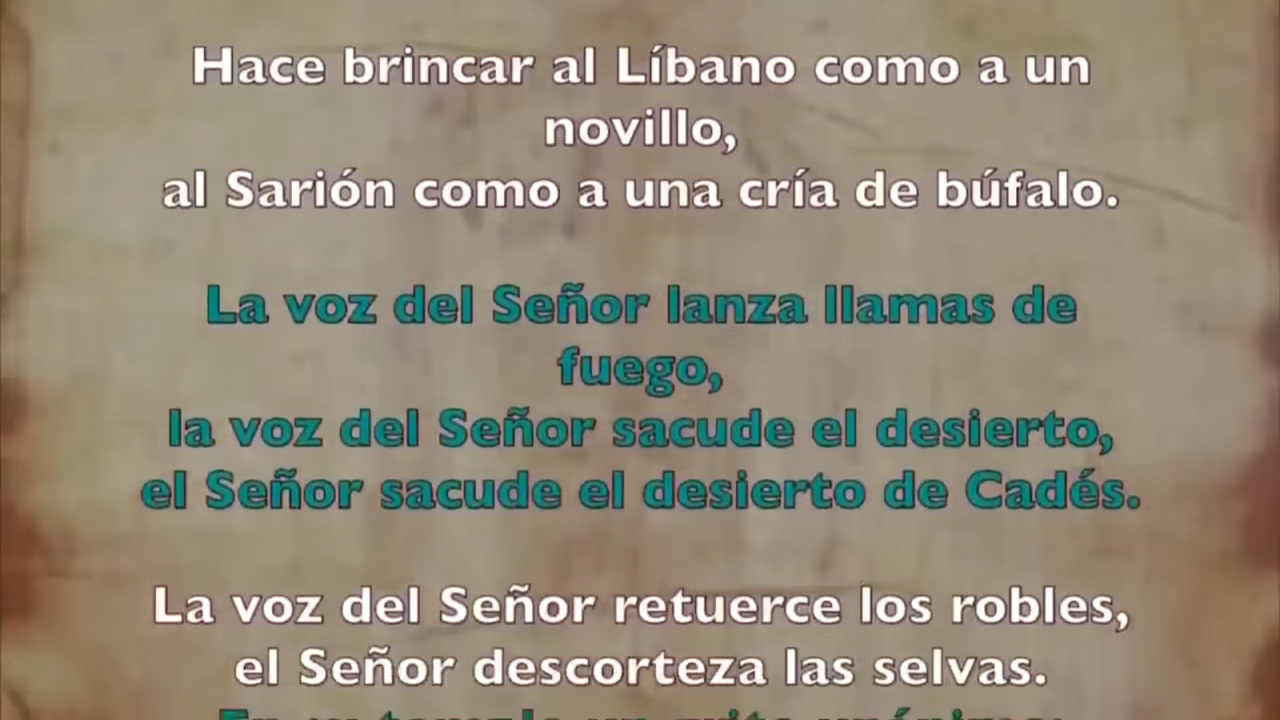 Hace brincar al Líbano como a un
novillo,
al Sarión como a una cría de búfalo.
La voz del Señor lanza llamas de
fuego,
la voz del Señor sacude el desierto,
el Señor sacude el desierto de Cadés.
La voz del Señor retuerce los robles,
el Señor descorteza las selvas.